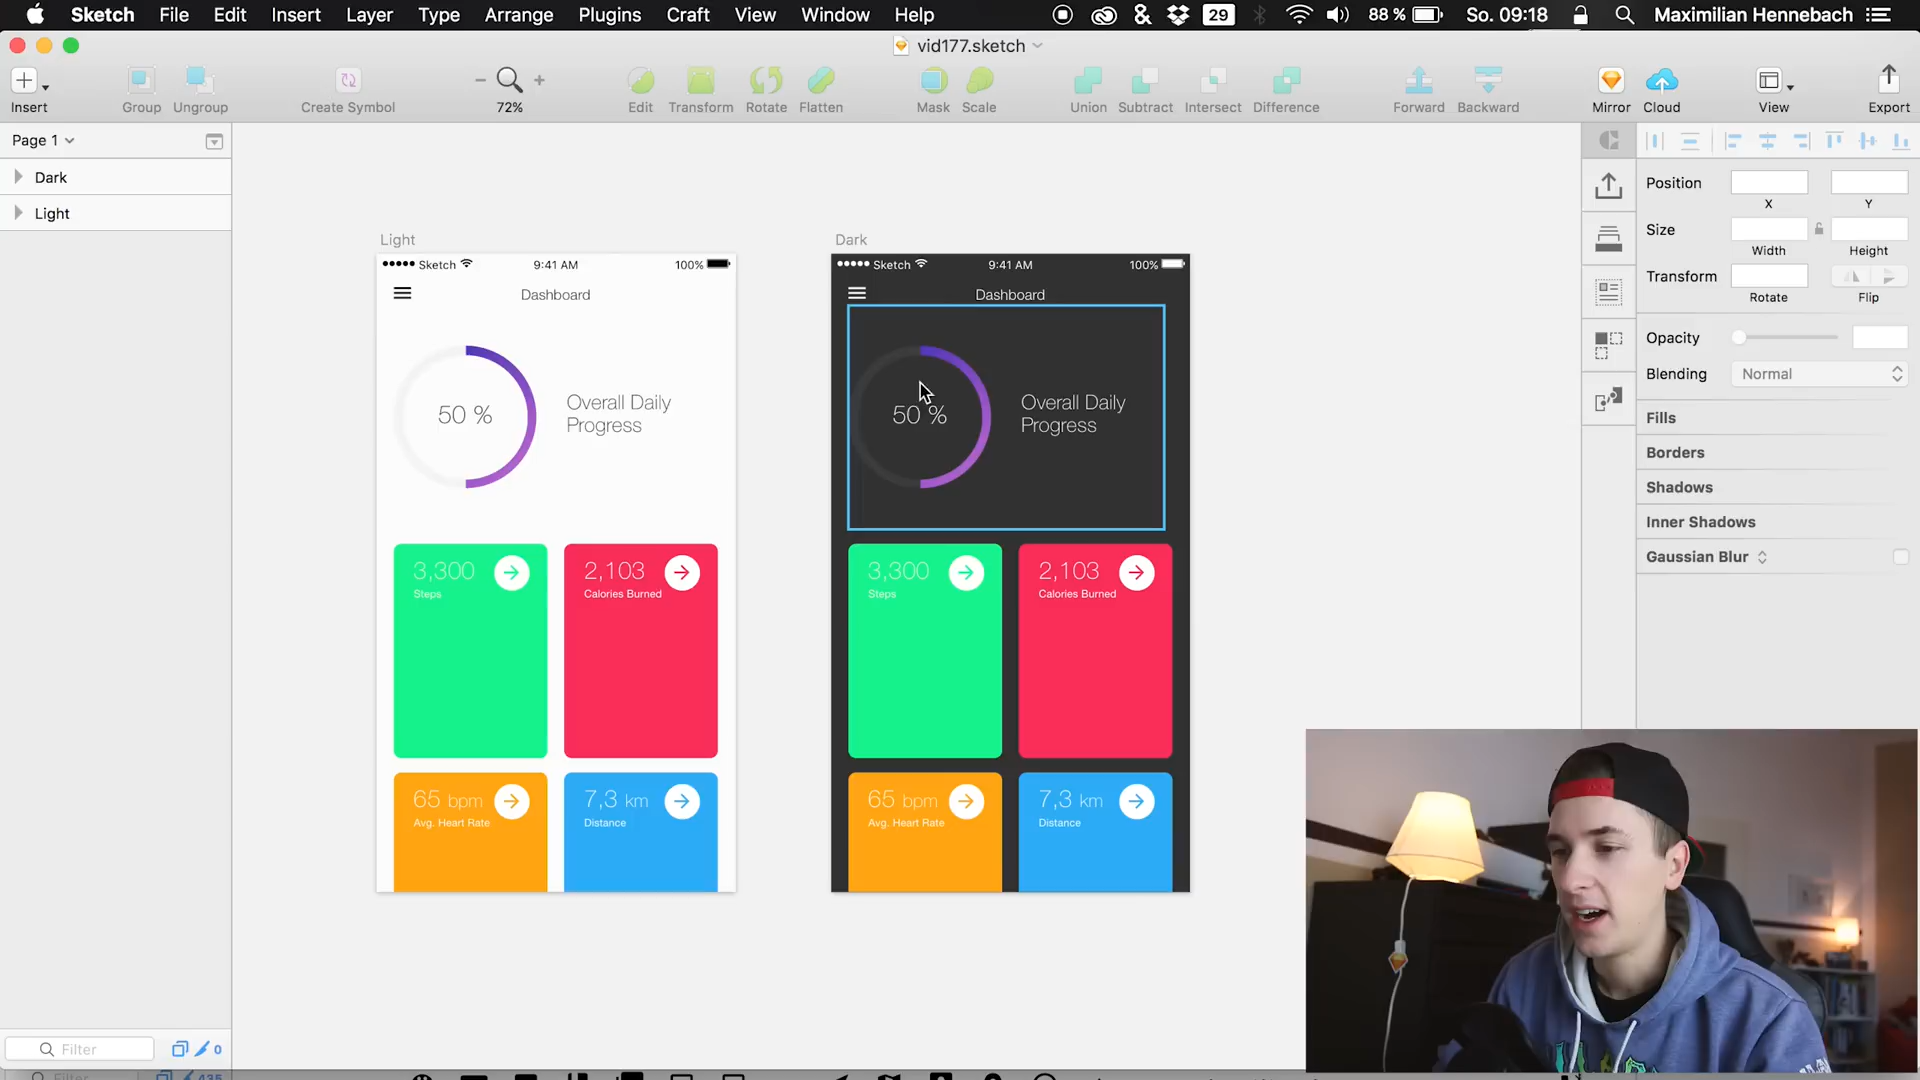 Sketch File Edit Insert Layer Type Arrange Plugins Craft View Window Help 29 88 % So. 09:18 Maximilian Hennebach
vid177.sketch
Insert Group Ungroup Create Symbol 72% Edit Transform Rotate Flatten Mask Scale Union Subtract Intersect Difference Forward Backward Mirror Cloud View Export
Page 1
Dark
Light
Filter 0
Filter 435
Light
Sketch 9:41 AM 100%
Dashboard
50 %
Overall Daily
Progress
3,300
Steps
2,103
Calories Burned
65 bpm
Avg. Heart Rate
7,3 km
Distance
Dark
Sketch 9:41 AM 100%
Dashboard
50 %
Overall Daily
Progress
3,300
Steps
2,103
Calories Burned
65 bpm
Avg. Heart Rate
7,3 km
Distance
Position
X Y
Size
Width Height
Transform
Rotate Flip
Opacity
Blending Normal
Fills
Borders
Shadows
Inner Shadows
Gaussian Blur